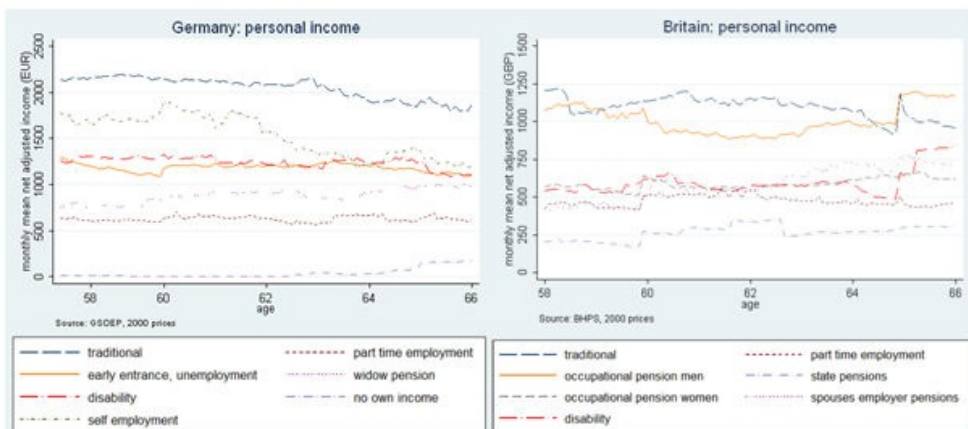 Germany: personal income
monthly mean net adjusted income (EUR)
2500
2000
1500
1000
500
0
58 60 62 64 66
age
Source: GSOEP, 2000 prices
traditional
part time employment
early entrance, unemployment
widow pension
disability
no own income
self employment
Britain: personal income
monthly mean net adjusted income (GBP)
1500
1250
1000
750
500
250
0
58 60 62 64 66
age
Source: BHPS, 2000 prices
traditional
part time employment
occupational pension men
state pensions
occupational pension women
spouses employer pensions
disability